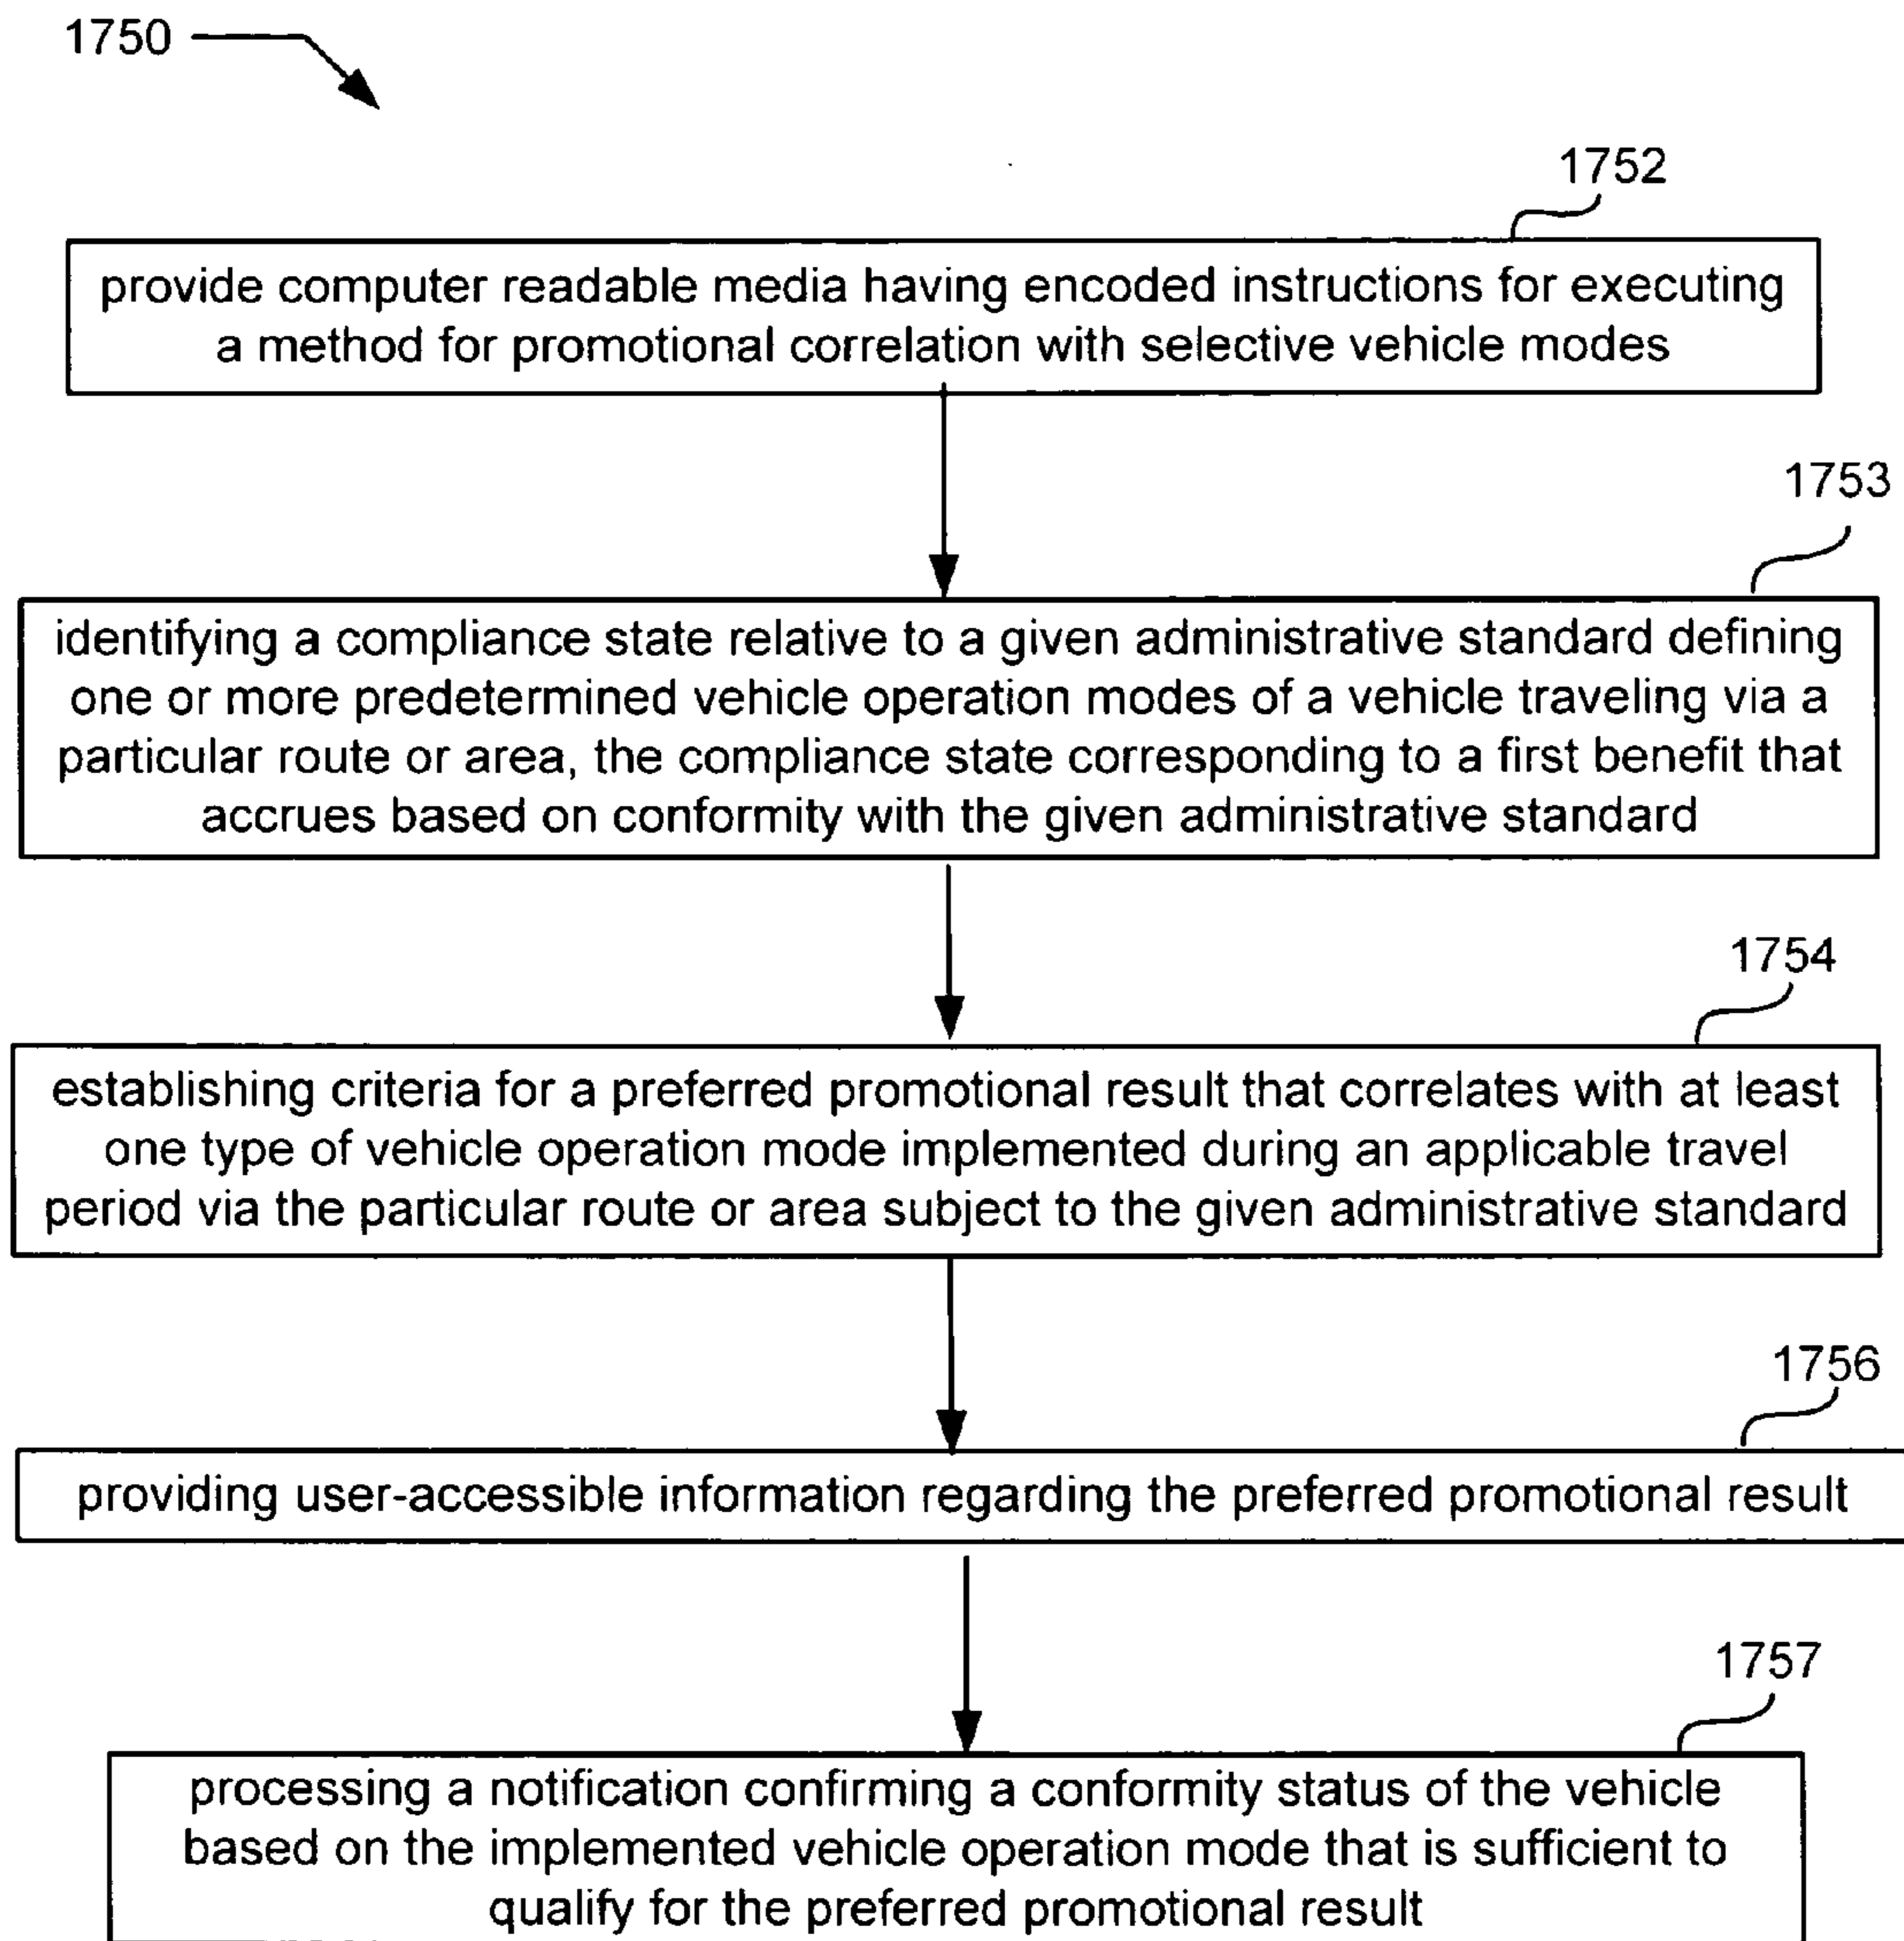 1750
1752
provide computer readable media having encoded instructions for executing
a method for promotional correlation with selective vehicle modes
1753
identifying a compliance state relative to a given administrative standard defining
one or more predetermined vehicle operation modes of a vehicle traveling via a
particular route or area, the compliance state corresponding to a first benefit that
accrues based on conformity with the given administrative standard
1754
establishing criteria for a preferred promotional result that correlates with at least
one type of vehicle operation mode implemented during an applicable travel
period via the particular route or area subject to the given administrative standard
1756
providing user-accessible information regarding the preferred promotional result
1757
processing a notification confirming a conformity status of the vehicle
based on the implemented vehicle operation mode that is sufficient to
qualify for the preferred promotional result